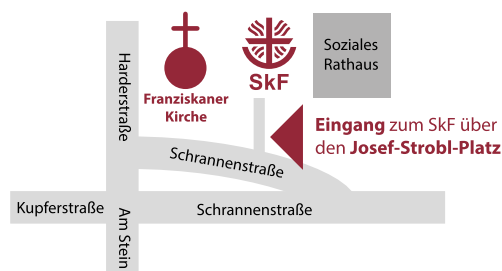 Harderstraße
Franziskaner
Kirche
SkF
Soziales
Rathaus
Eingang zum SkF über
den Josef-Strobl-Platz
Schrannenstraße
Kupferstraße
Am Stein
Schrannenstraße